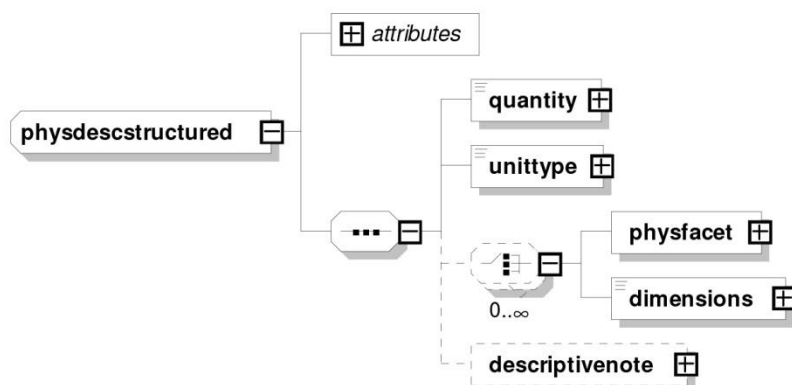 attributes
physdescstructured
quantity
unittype
physfacet
dimensions
0..∞
descriptivenote